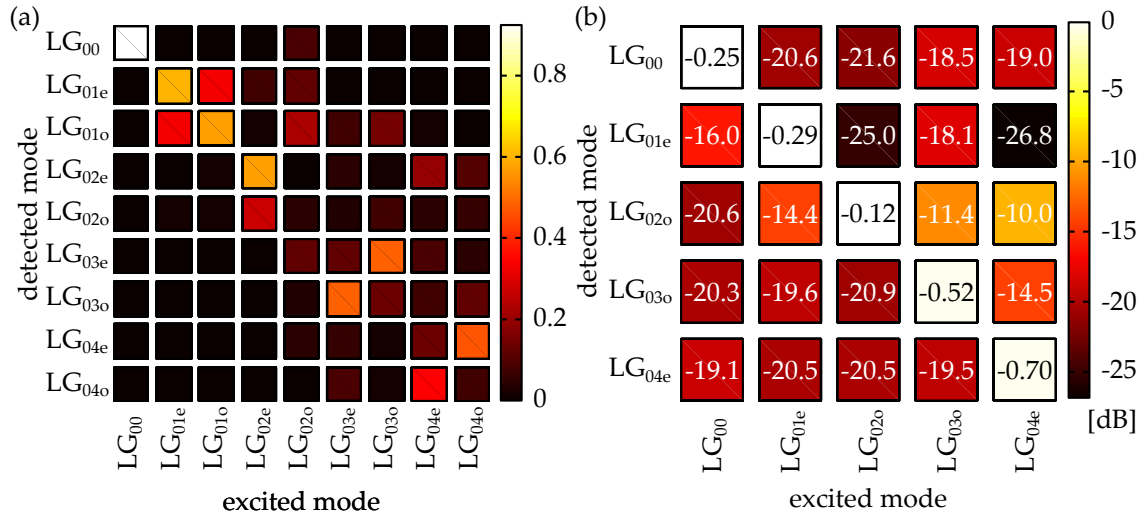 (a)
detected mode
LG00
LG01e
LG01o
LG02e
LG02o
LG03e
LG03o
LG04e
LG04o
LG00 LG01e LG01o LG02e LG02o LG03e LG03o LG04e LG04o
excited mode
0.8
0.6
0.4
0.2
0
(b)
detected mode
LG00 -0.25 -20.6 -21.6 -18.5 -19.0
LG01e -16.0 -0.29 -25.0 -18.1 -26.8
LG02o -20.6 -14.4 -0.12 -11.4 -10.0
LG03o -20.3 -19.6 -20.9 -0.52 -14.5
LG04e -19.1 -20.5 -20.5 -19.5 -0.70
LG00 LG01e LG02o LG03o LG04e
excited mode
0
-5
-10
-15
-20
-25
[dB]